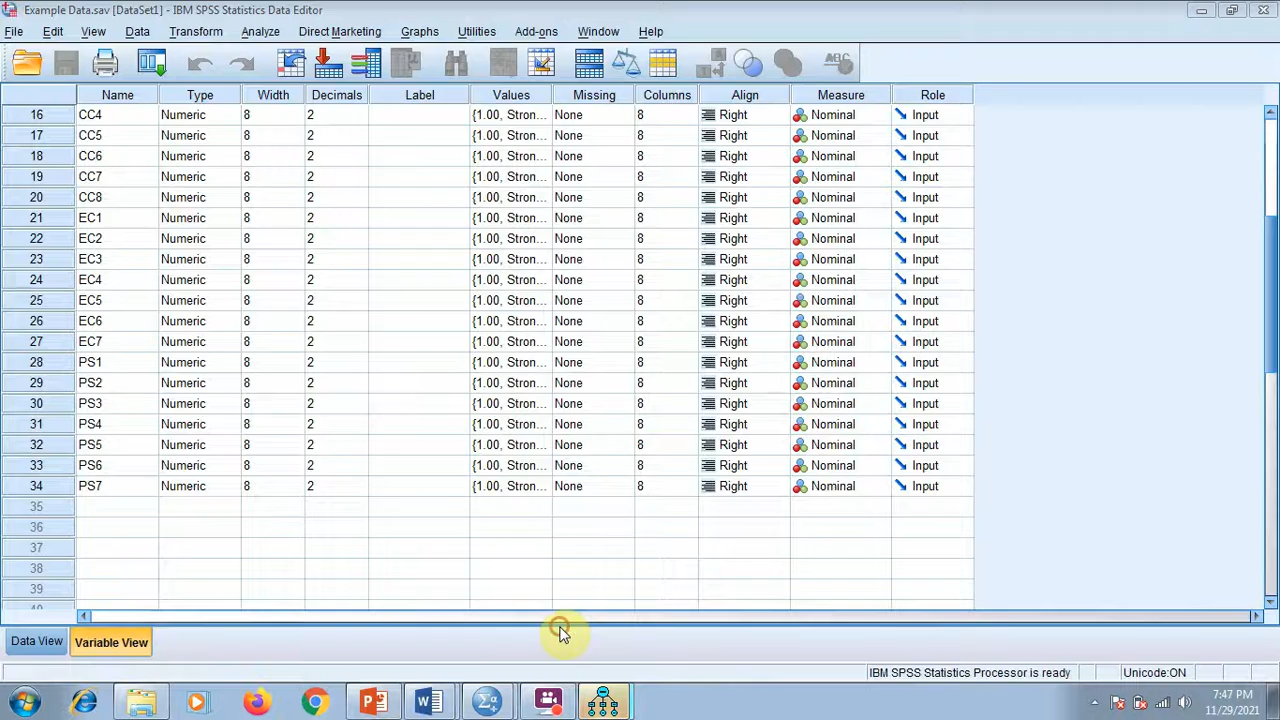 Example Data.sav [DataSet1] - IBM SPSS Statistics Data Editor
File Edit View Data Transform Analyze Direct Marketing Graphs Utilities Add-ons Window Help
Name Type Width Decimals Label Values Missing Columns Align Measure Role
16 CC4 Numeric 8 2 {1.00, Stron... None 8 Right Nominal Input
17 CC5 Numeric 8 2 {1.00, Stron... None 8 Right Nominal Input
18 CC6 Numeric 8 2 {1.00, Stron... None 8 Right Nominal Input
19 CC7 Numeric 8 2 {1.00, Stron... None 8 Right Nominal Input
20 CC8 Numeric 8 2 {1.00, Stron... None 8 Right Nominal Input
21 EC1 Numeric 8 2 {1.00, Stron... None 8 Right Nominal Input
22 EC2 Numeric 8 2 {1.00, Stron... None 8 Right Nominal Input
23 EC3 Numeric 8 2 {1.00, Stron... None 8 Right Nominal Input
24 EC4 Numeric 8 2 {1.00, Stron... None 8 Right Nominal Input
25 EC5 Numeric 8 2 {1.00, Stron... None 8 Right Nominal Input
26 EC6 Numeric 8 2 {1.00, Stron... None 8 Right Nominal Input
27 EC7 Numeric 8 2 {1.00, Stron... None 8 Right Nominal Input
28 PS1 Numeric 8 2 {1.00, Stron... None 8 Right Nominal Input
29 PS2 Numeric 8 2 {1.00, Stron... None 8 Right Nominal Input
30 PS3 Numeric 8 2 {1.00, Stron... None 8 Right Nominal Input
31 PS4 Numeric 8 2 {1.00, Stron... None 8 Right Nominal Input
32 PS5 Numeric 8 2 {1.00, Stron... None 8 Right Nominal Input
33 PS6 Numeric 8 2 {1.00, Stron... None 8 Right Nominal Input
34 PS7 Numeric 8 2 {1.00, Stron... None 8 Right Nominal Input
35
36
37
38
39
Data View Variable View
IBM SPSS Statistics Processor is ready Unicode:ON
7:47 PM
11/29/2021